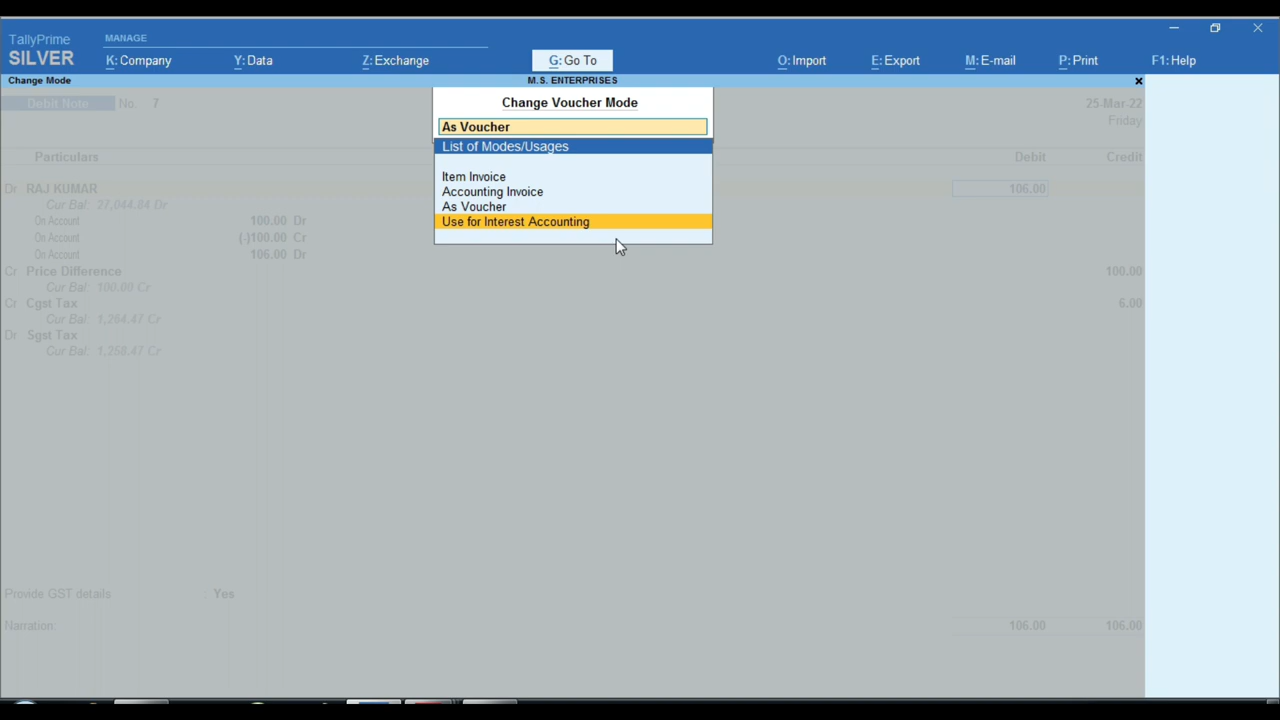 TallyPrime
MANAGE
SILVER
K: Company
Y: Data
Z: Exchange
G: Go To
O: Import
E: Export
M: E-mail
P: Print
F1: Help
Change Mode
M.S. ENTERPRISES
Change Voucher Mode
Debit Note No. 7
25-Mar-22
Friday
As Voucher
List of Modes/Usages
Particulars
Debit
Credit
Item Invoice
Accounting Invoice
As Voucher
Use for Interest Accounting
Dr RAJ KUMAR
106.00
Cur Bal: 27,044.84 Dr
On Account 100.00 Dr
On Account (-)100.00 Cr
On Account 106.00 Dr
Cr Price Difference 100.00
Cur Bal: 100.00 Cr
Cr Cgst Tax 6.00
Cur Bal: 1,264.47 Cr
Dr Sgst Tax
Cur Bal: 1,258.47 Cr
Provide GST details : Yes
Narration: 106.00 106.00